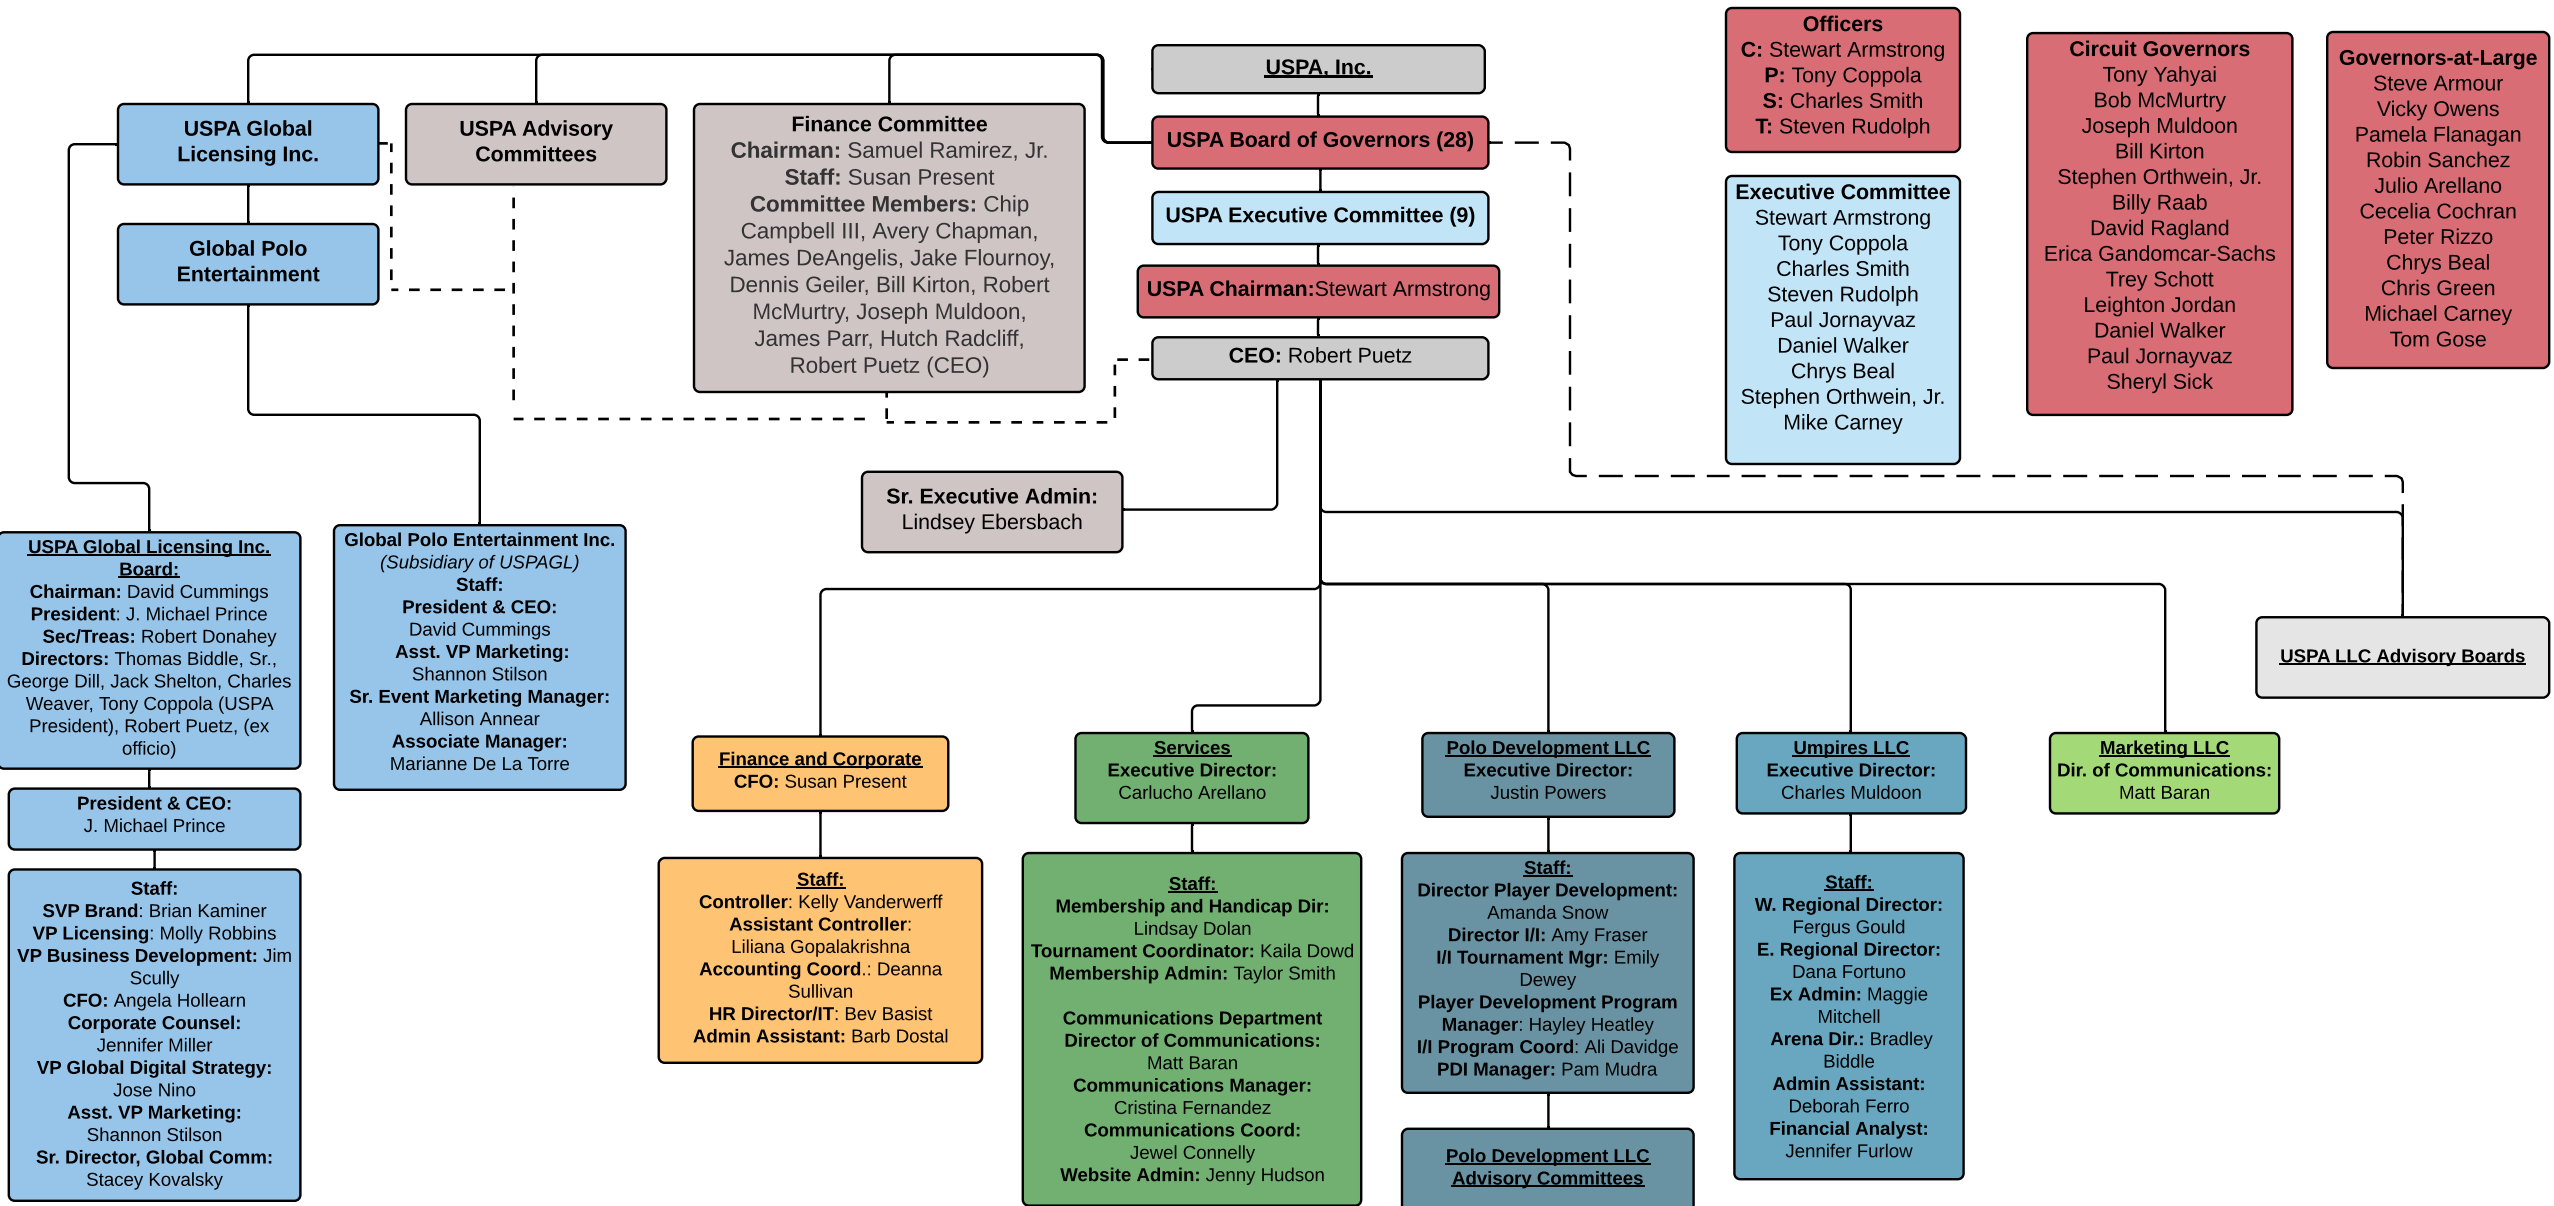 USPA, Inc.
USPA Board of Governors (28)
USPA Executive Committee (9)
USPA Chairman:Stewart Armstrong
CEO: Robert Puetz
Officers
C: Stewart Armstrong
P: Tony Coppola
S: Charles Smith
T: Steven Rudolph
Executive Committee
Stewart Armstrong
Tony Coppola
Charles Smith
Steven Rudolph
Paul Jornayvaz
Daniel Walker
Chrys Beal
Stephen Orthwein, Jr.
Mike Carney
Circuit Governors
Tony Yahyai
Bob McMurtry
Joseph Muldoon
Bill Kirton
Stephen Orthwein, Jr.
Billy Raab
David Ragland
Erica Gandomcar-Sachs
Trey Schott
Leighton Jordan
Daniel Walker
Paul Jornayvaz
Sheryl Sick
Governors-at-Large
Steve Armour
Vicky Owens
Pamela Flanagan
Robin Sanchez
Julio Arellano
Cecelia Cochran
Peter Rizzo
Chrys Beal
Chris Green
Michael Carney
Tom Gose
USPA Global
Licensing Inc.
Global Polo
Entertainment
USPA Advisory
Committees
Finance Committee
Chairman: Samuel Ramirez, Jr.
Staff: Susan Present
Committee Members: Chip
Campbell III, Avery Chapman,
James DeAngelis, Jake Flournoy,
Dennis Geiler, Bill Kirton, Robert
McMurtry, Joseph Muldoon,
James Parr, Hutch Radcliff,
Robert Puetz (CEO)
Sr. Executive Admin:
Lindsey Ebersbach
USPA Global Licensing Inc.
Board:
Chairman: David Cummings
President: J. Michael Prince
Sec/Treas: Robert Donahey
Directors: Thomas Biddle, Sr.,
George Dill, Jack Shelton, Charles
Weaver, Tony Coppola (USPA
President), Robert Puetz, (ex
officio)
President & CEO:
J. Michael Prince
Staff:
SVP Brand: Brian Kaminer
VP Licensing: Molly Robbins
VP Business Development: Jim
Scully
CFO: Angela Hollearn
Corporate Counsel:
Jennifer Miller
VP Global Digital Strategy:
Jose Nino
Asst. VP Marketing:
Shannon Stilson
Sr. Director, Global Comm:
Stacey Kovalsky
Global Polo Entertainment Inc.
(Subsidiary of USPAGL)
Staff:
President & CEO:
David Cummings
Asst. VP Marketing:
Shannon Stilson
Sr. Event Marketing Manager:
Allison Annear
Associate Manager:
Marianne De La Torre
Finance and Corporate
CFO: Susan Present
Staff:
Controller: Kelly Vanderwerff
Assistant Controller:
Liliana Gopalakrishna
Accounting Coord.: Deanna
Sullivan
HR Director/IT: Bev Basist
Admin Assistant: Barb Dostal
Services
Executive Director:
Carlucho Arellano
Staff:
Membership and Handicap Dir:
Lindsay Dolan
Tournament Coordinator: Kaila Dowd
Membership Admin: Taylor Smith
Communications Department
Director of Communications:
Matt Baran
Communications Manager:
Cristina Fernandez
Communications Coord:
Jewel Connelly
Website Admin: Jenny Hudson
Polo Development LLC
Executive Director:
Justin Powers
Staff:
Director Player Development:
Amanda Snow
Director I/I: Amy Fraser
I/I Tournament Mgr: Emily
Dewey
Player Development Program
Manager: Hayley Heatley
I/I Program Coord: Ali Davidge
PDI Manager: Pam Mudra
Polo Development LLC
Advisory Committees
Umpires LLC
Executive Director:
Charles Muldoon
Staff:
W. Regional Director:
Fergus Gould
E. Regional Director:
Dana Fortuno
Ex Admin: Maggie
Mitchell
Arena Dir.: Bradley
Biddle
Admin Assistant:
Deborah Ferro
Financial Analyst:
Jennifer Furlow
Marketing LLC
Dir. of Communications:
Matt Baran
USPA LLC Advisory Boards